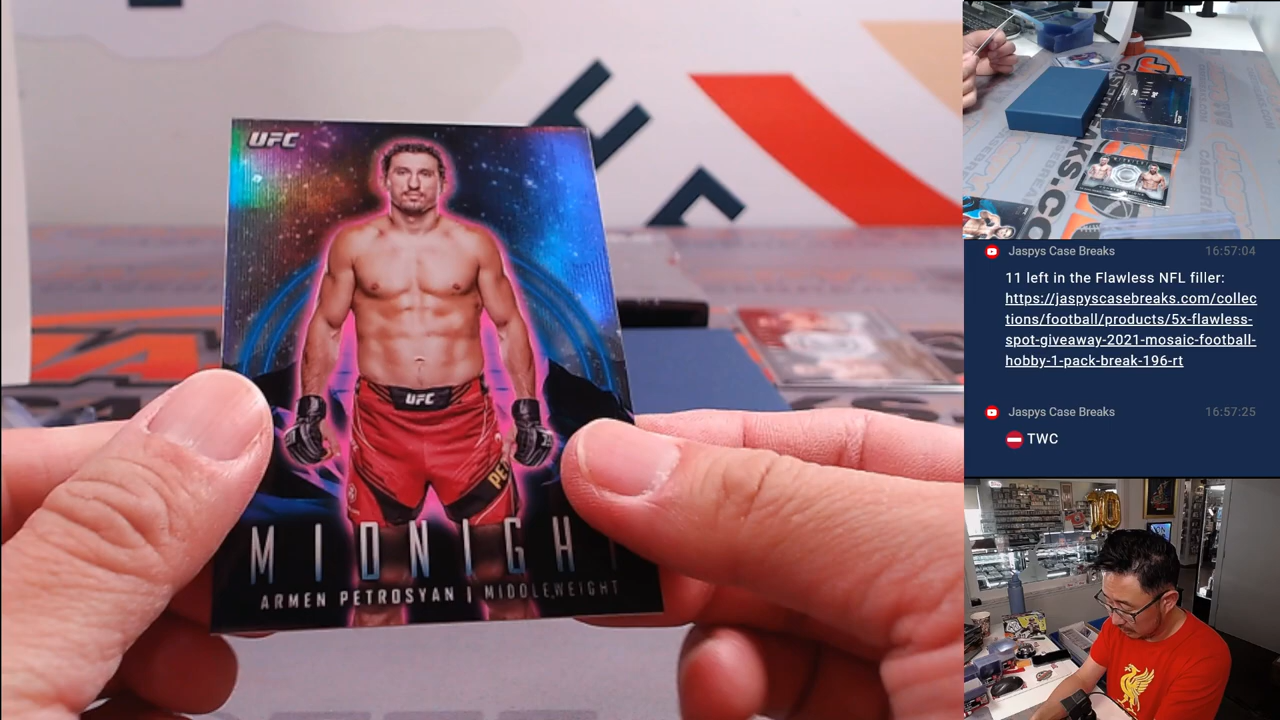 UFC
UFC
PE
MIDNIGH
ARMEN PETROSYAN | MIDDLEWEIGHT
Jaspys Case Breaks 16:57:04
11 left in the Flawless NFL filler:
https://jaspyscasebreaks.com/collec
tions/football/products/5x-flawless-
spot-giveaway-2021-mosaic-football-
hobby-1-pack-break-196-rt
Jaspys Case Breaks 16:57:25
TWC